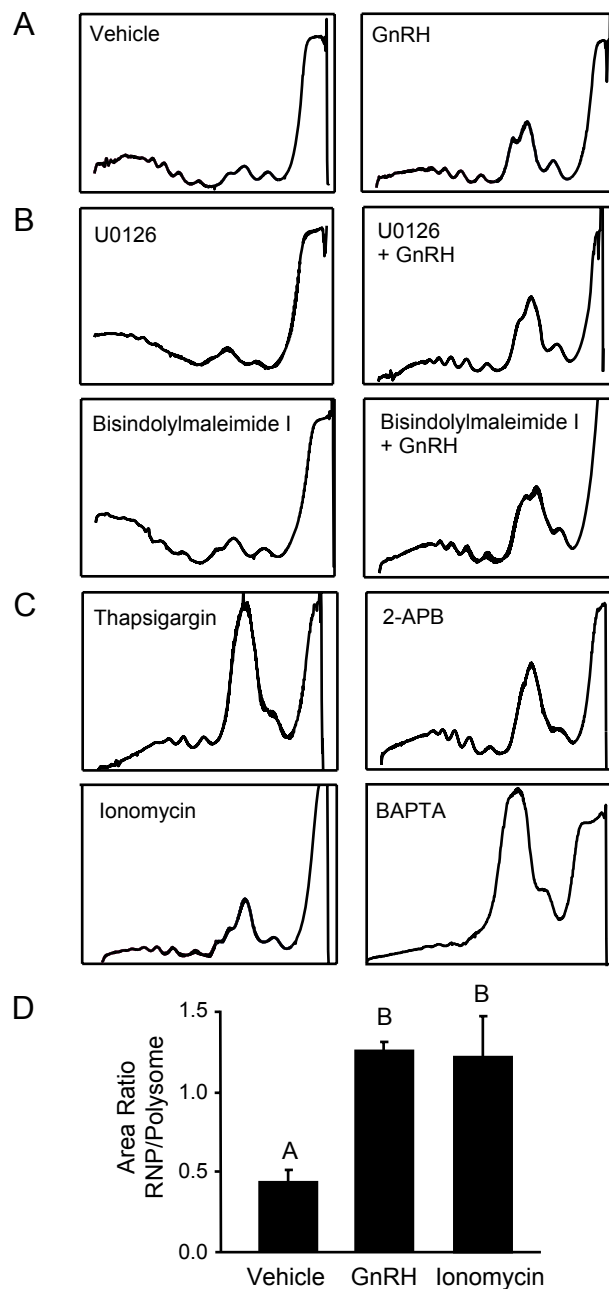 A
Vehicle
GnRH
B
U0126
U0126
+ GnRH
Bisindolylmaleimide I
Bisindolylmaleimide I
+ GnRH
C
Thapsigargin
2-APB
Ionomycin
BAPTA
D
Area Ratio
RNP/Polysome
1.5
1.0
0.5
0.0
A
B
B
Vehicle
GnRH
Ionomycin